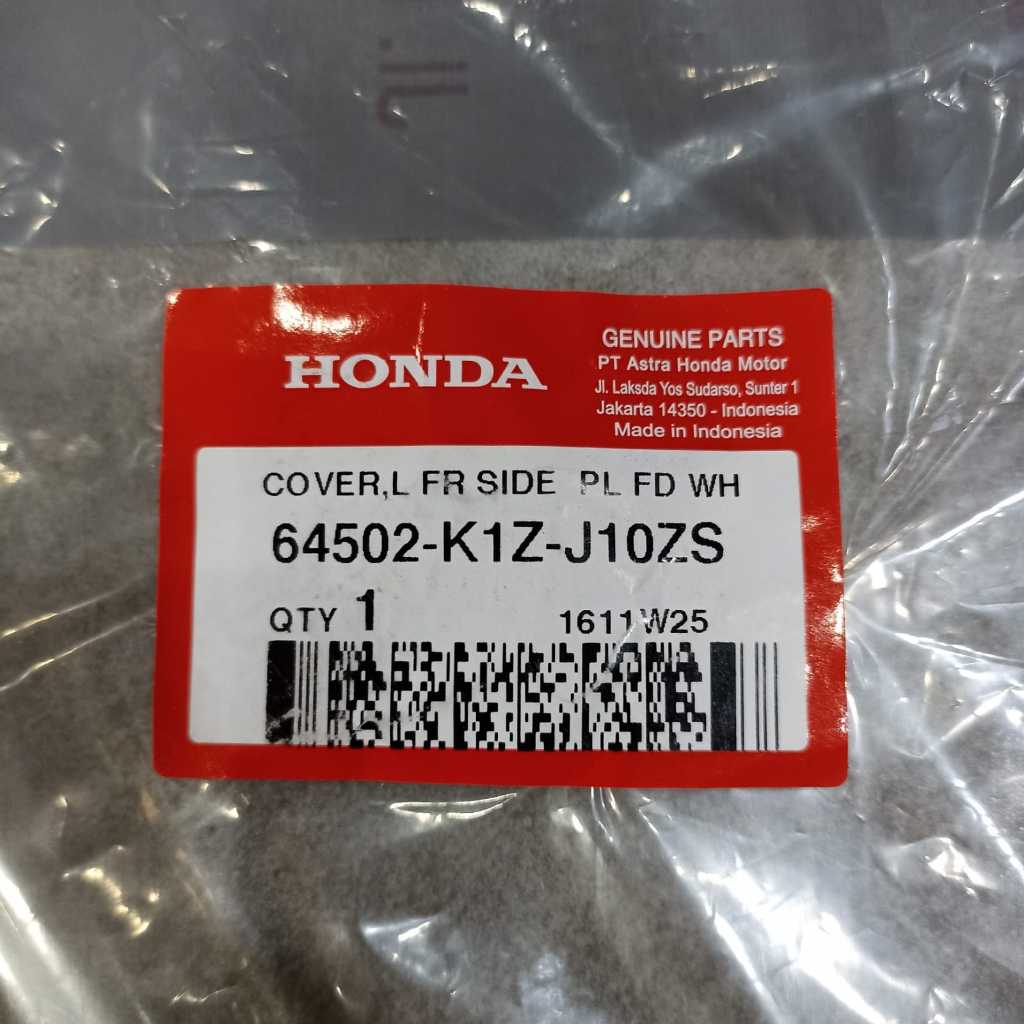 HONDA
GENUINE PARTS
PT Astra Honda Motor
Jl. Laksda Yos Sudarso, Sunter 1
Jakarta 14350 - Indonesia
Made in Indonesia
COVER,L FR SIDE PL FD WH
64502-K1Z-J10ZS
QTY 1
1611W25